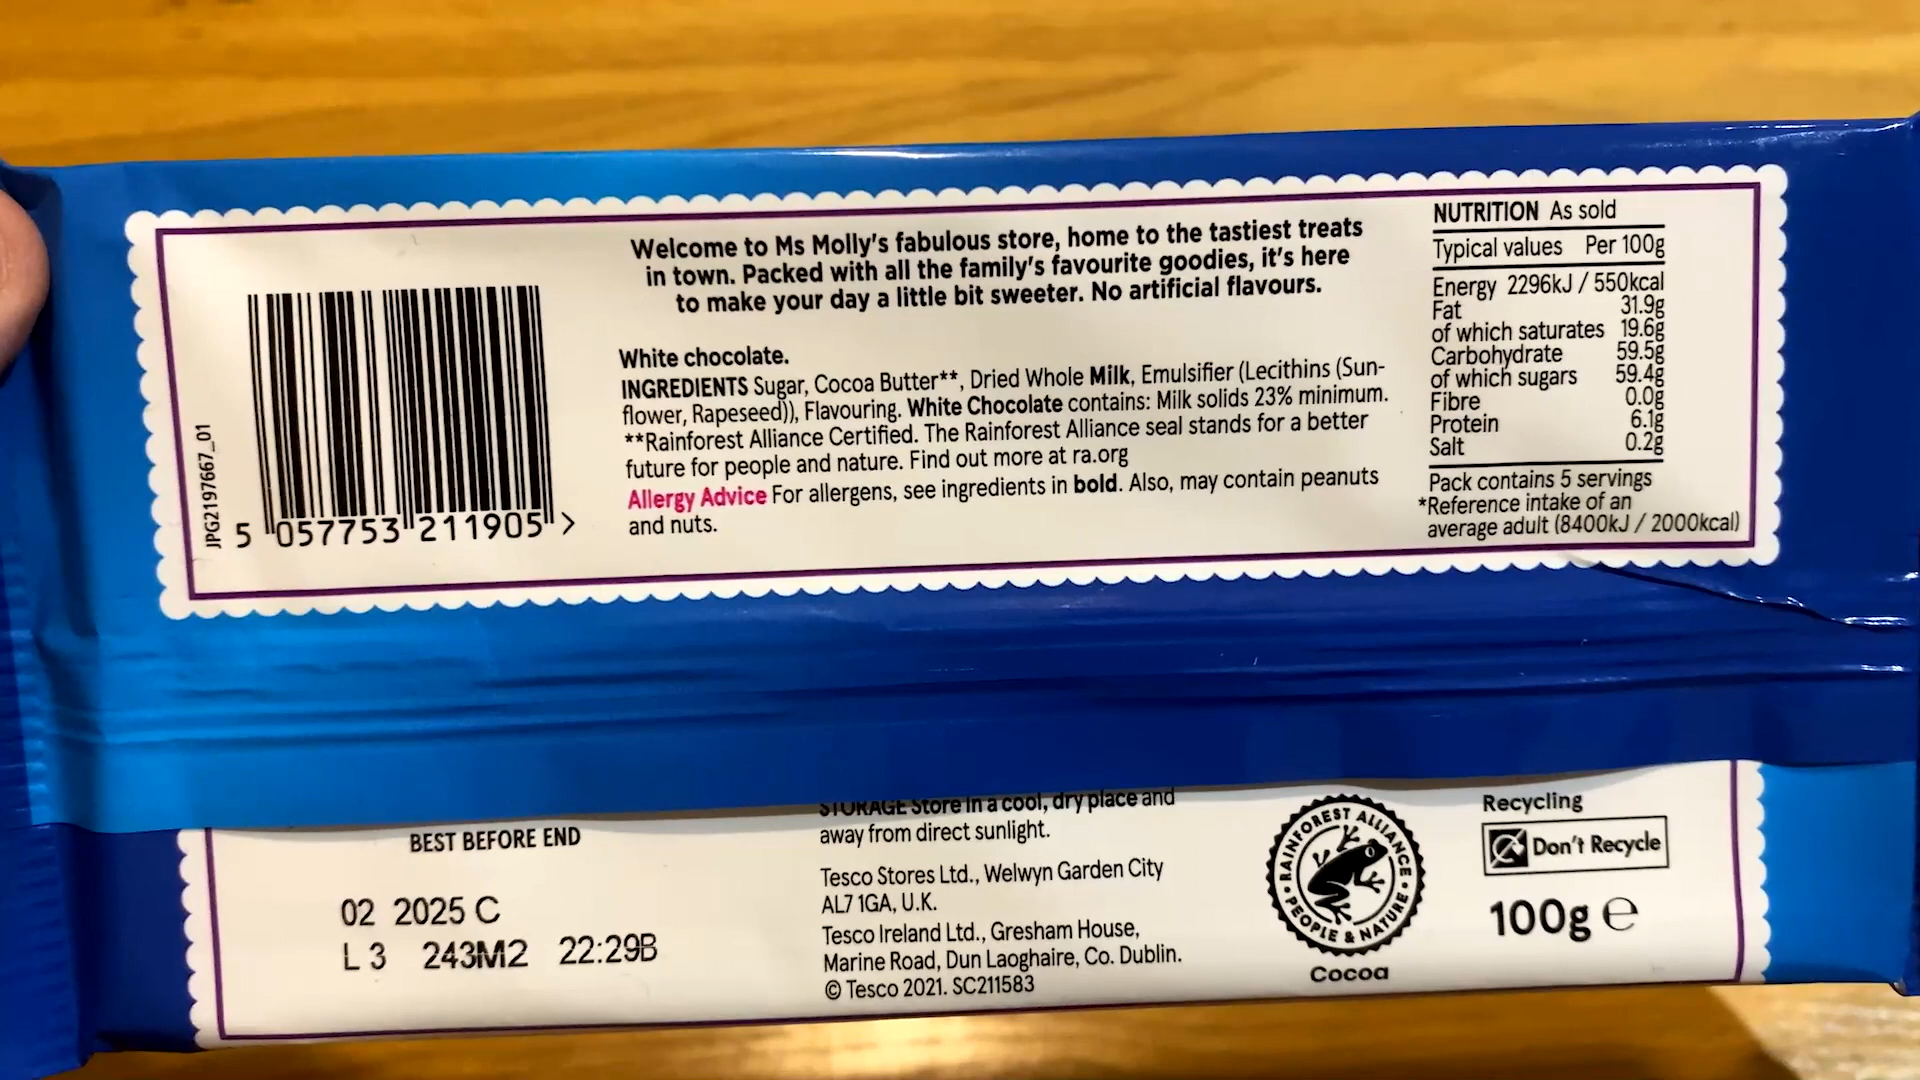 JPG2197667_01
5 057753 211905 >
Welcome to Ms Molly's fabulous store, home to the tastiest treats
in town. Packed with all the family's favourite goodies, it's here
to make your day a little bit sweeter. No artificial flavours.
White chocolate.
INGREDIENTS Sugar, Cocoa Butter**, Dried Whole Milk, Emulsifier (Lecithins (Sun-
flower, Rapeseed)), Flavouring. White Chocolate contains: Milk solids 23% minimum.
**Rainforest Alliance Certified. The Rainforest Alliance seal stands for a better
future for people and nature. Find out more at ra.org
Allergy Advice For allergens, see ingredients in bold. Also, may contain peanuts
and nuts.
NUTRITION As sold
Typical values Per 100g
Energy 2296kJ / 550kcal
Fat 31.9g
of which saturates 19.6g
Carbohydrate 59.5g
of which sugars 59.4g
Fibre 0.0g
Protein 6.1g
Salt 0.2g
Pack contains 5 servings
*Reference intake of an
average adult (8400kJ / 2000kcal)
BEST BEFORE END
02 2025 C
L 3 243M2 22:29B
STORAGE Store in a cool, dry place and
away from direct sunlight.
Tesco Stores Ltd., Welwyn Garden City
AL7 1GA, U.K.
Tesco Ireland Ltd., Gresham House,
Marine Road, Dun Laoghaire, Co. Dublin.
© Tesco 2021. SC211583
RAINFOREST ALLIANCE
PEOPLE & NATURE
Cocoa
Recycling
Don't Recycle
100g ℮